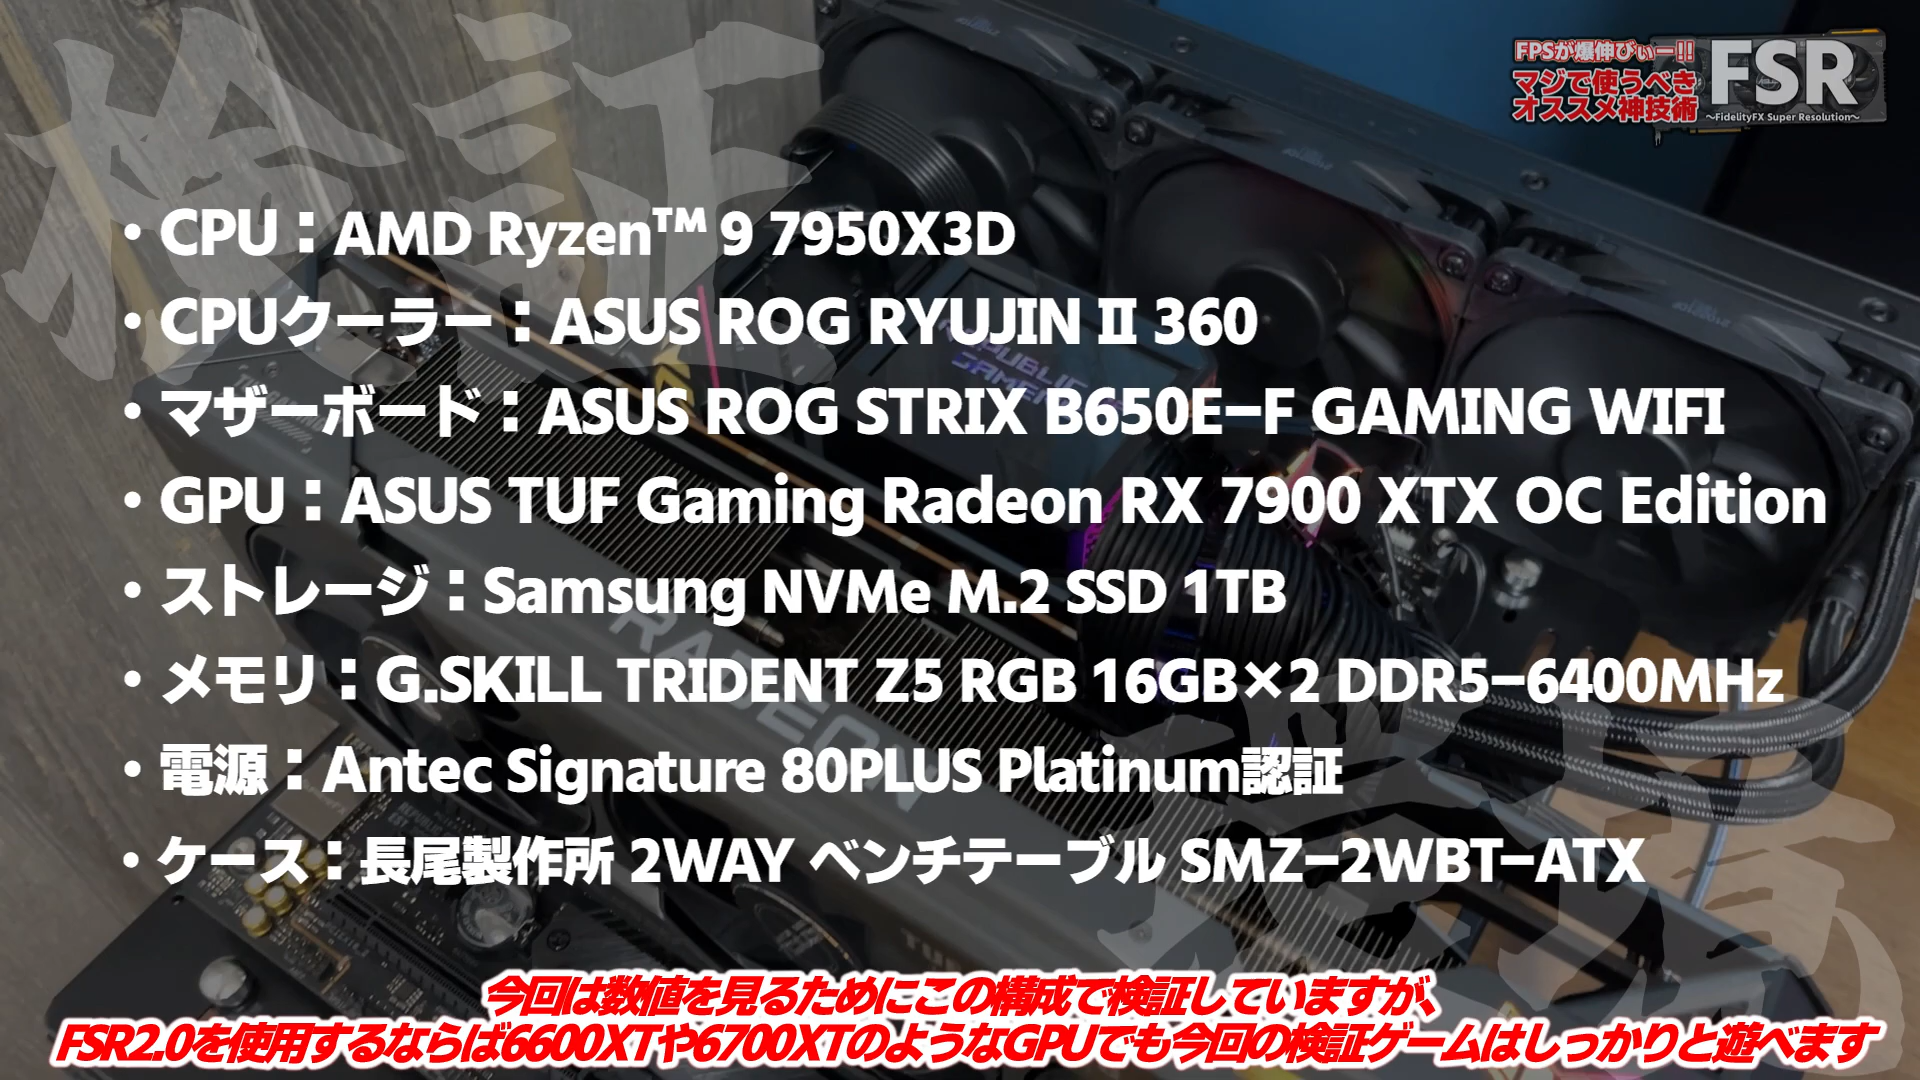 検証
FPSが爆伸びぃー!!
マジで使うべき
オススメ神技術
FSR
～FidelityFX Super Resolution～
・CPU：AMD Ryzen™ 9 7950X3D
・CPUクーラー：ASUS ROG RYUJIN II 360
・マザーボード：ASUS ROG STRIX B650E-F GAMING WIFI
・GPU：ASUS TUF Gaming Radeon RX 7900 XTX OC Edition
・ストレージ：Samsung NVMe M.2 SSD 1TB
・メモリ：G.SKILL TRIDENT Z5 RGB 16GB×2 DDR5-6400MHz
・電源：Antec Signature 80PLUS Platinum認証
・ケース：長尾製作所 2WAY ベンチテーブル SMZ-2WBT-ATX
RADEON
環境
今回は数値を見るためにこの構成で検証していますが、
FSR2.0を使用するならば6600XTや6700XTのようなGPUでも今回の検証ゲームはしっかりと遊べます